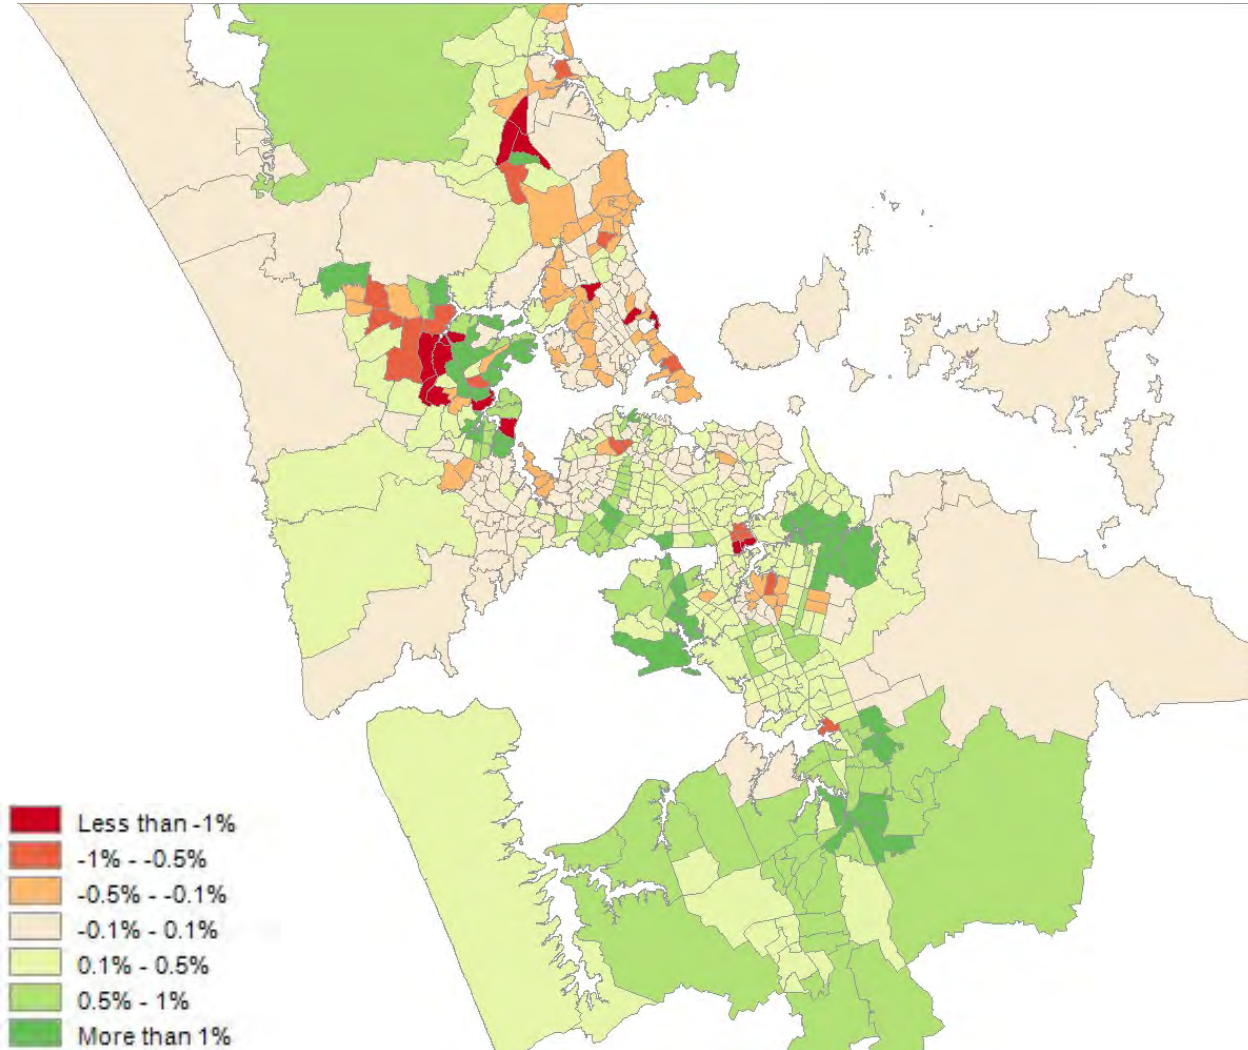 Less than -1%
-1% - -0.5%
-0.5% - -0.1%
-0.1% - 0.1%
0.1% - 0.5%
0.5% - 1%
More than 1%